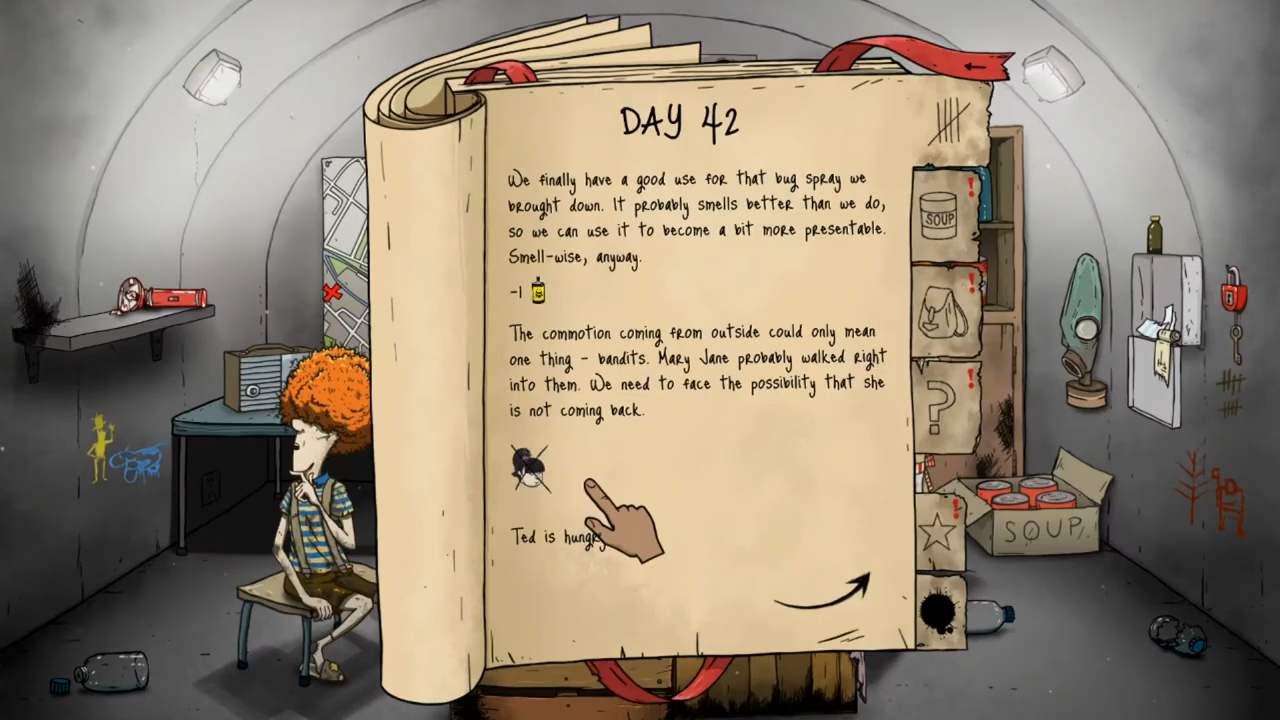 DAY 42
We finally have a good use for that bug spray we
brought down. It probably smells better than we do,
so we can use it to become a bit more presentable.
Smell-wise, anyway.
-1
The commotion coming from outside could only mean
one thing - bandits. Mary Jane probably walked right
into them. We need to face the possibility that she
is not coming back.
Ted is hungry
SOUP
!
!
?
!
!
SOUP